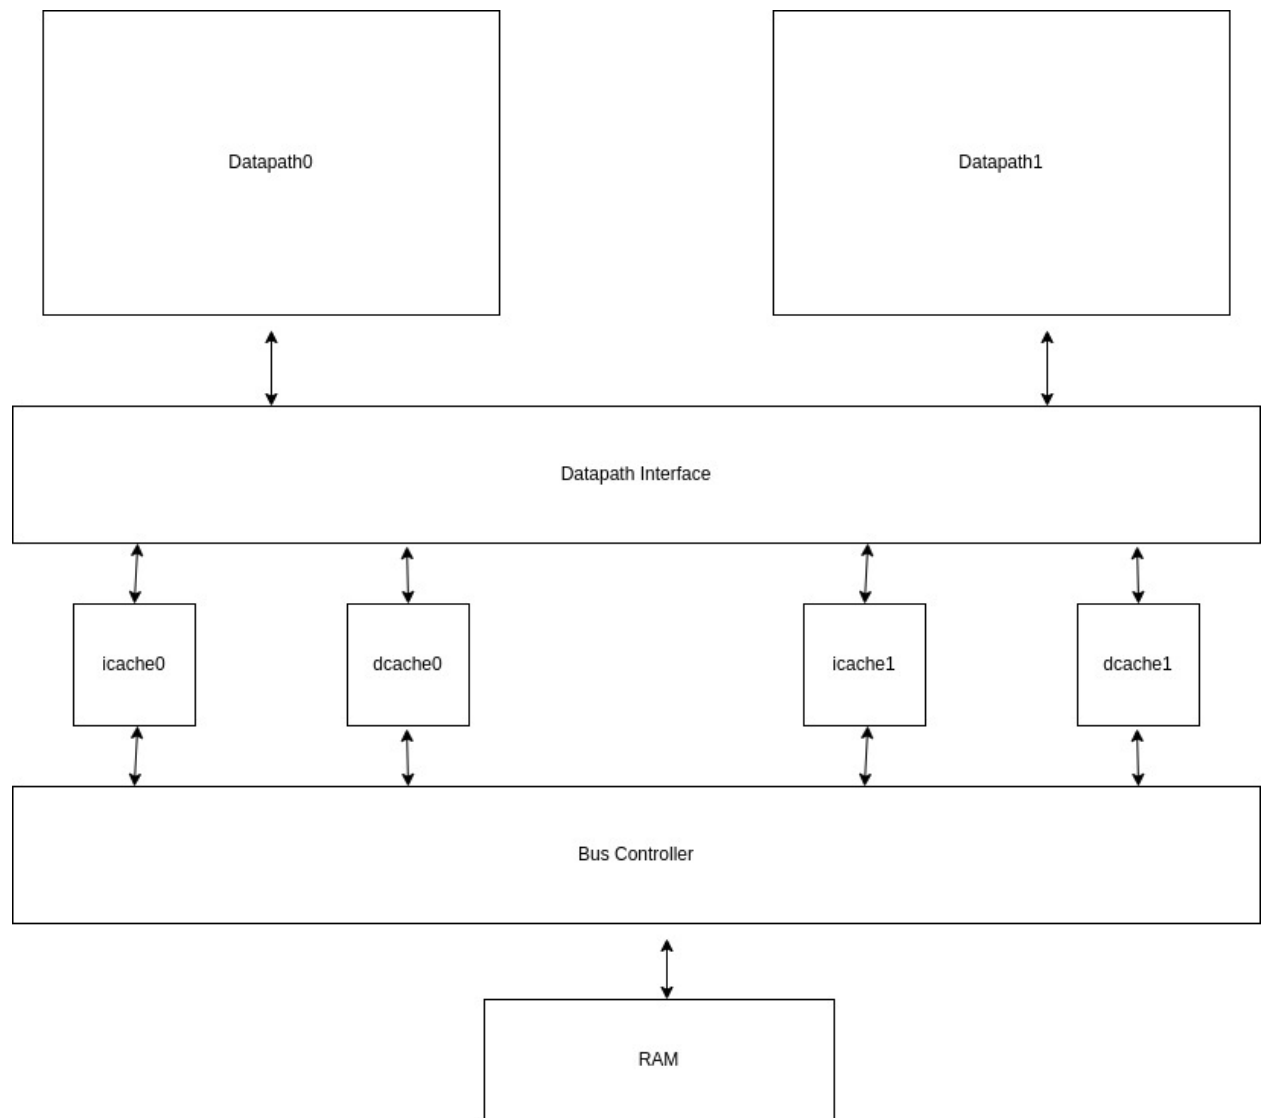 Datapath0
Datapath1
Datapath Interface
icache0
dcache0
icache1
dcache1
Bus Controller
RAM